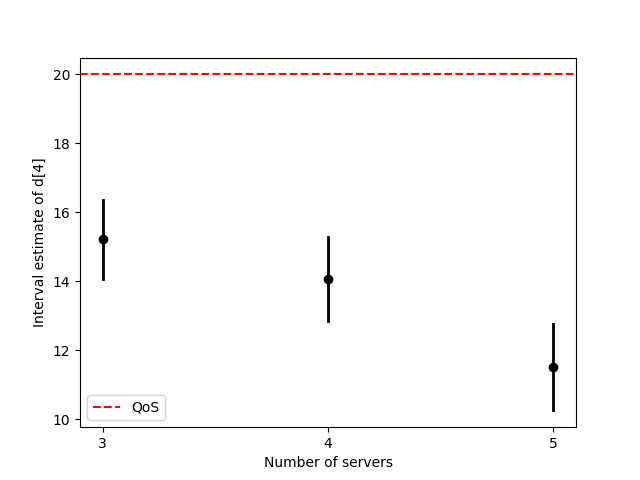 20
18
16
14
12
10
Interval estimate of d[4]
QoS
3 4 5
Number of servers